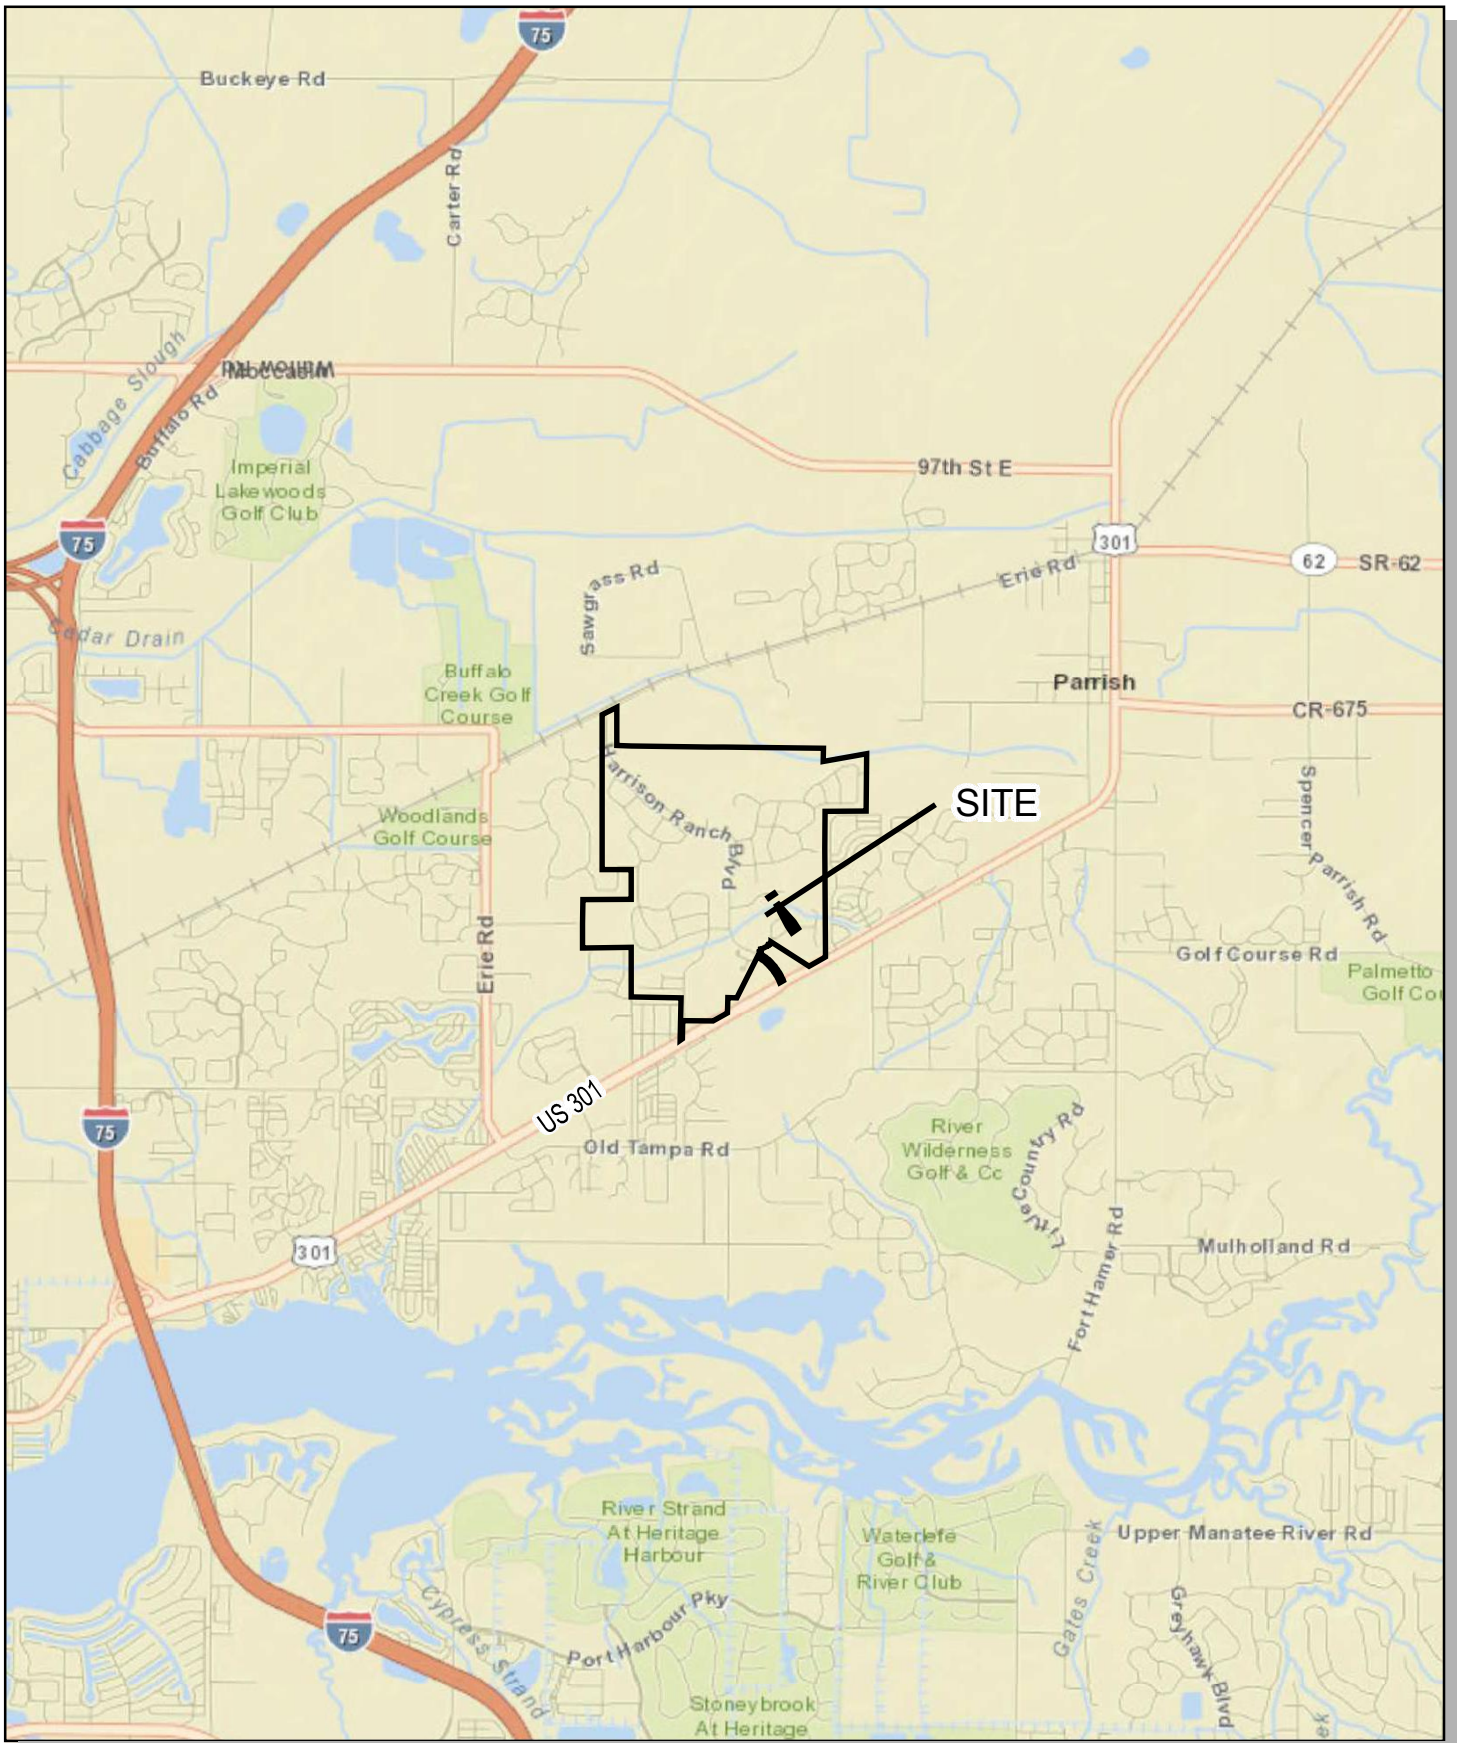 75
Buckeye Rd
Carter Rd
Cabbage Slough
Buffalo Rd
Moccasin
97th St E
Imperial
Lakewoods
Golf Club
75
301
62
SR-62
Erie Rd
Sawgrass Rd
Cedar Drain
Buffalo
Creek Golf
Course
Parrish
CR-675
Harrison Ranch Blvd
SITE
Spencer Parrish Rd
Woodlands
Golf Course
Erie Rd
Golf Course Rd
Palmetto
75
US 301
Old Tampa Rd
River
Wilderness
Golf & Cc
Country Rd
Fort Hamer Rd
Mulholland Rd
301
River Strand
At Heritage
Harbour
Waterlefe
Golf &
River Club
Upper Manatee River Rd
Gates Creek
Greyhawk Blvd
Cypress Strand
Port Harbour Pky
75
Stoneybrook
At Heritage